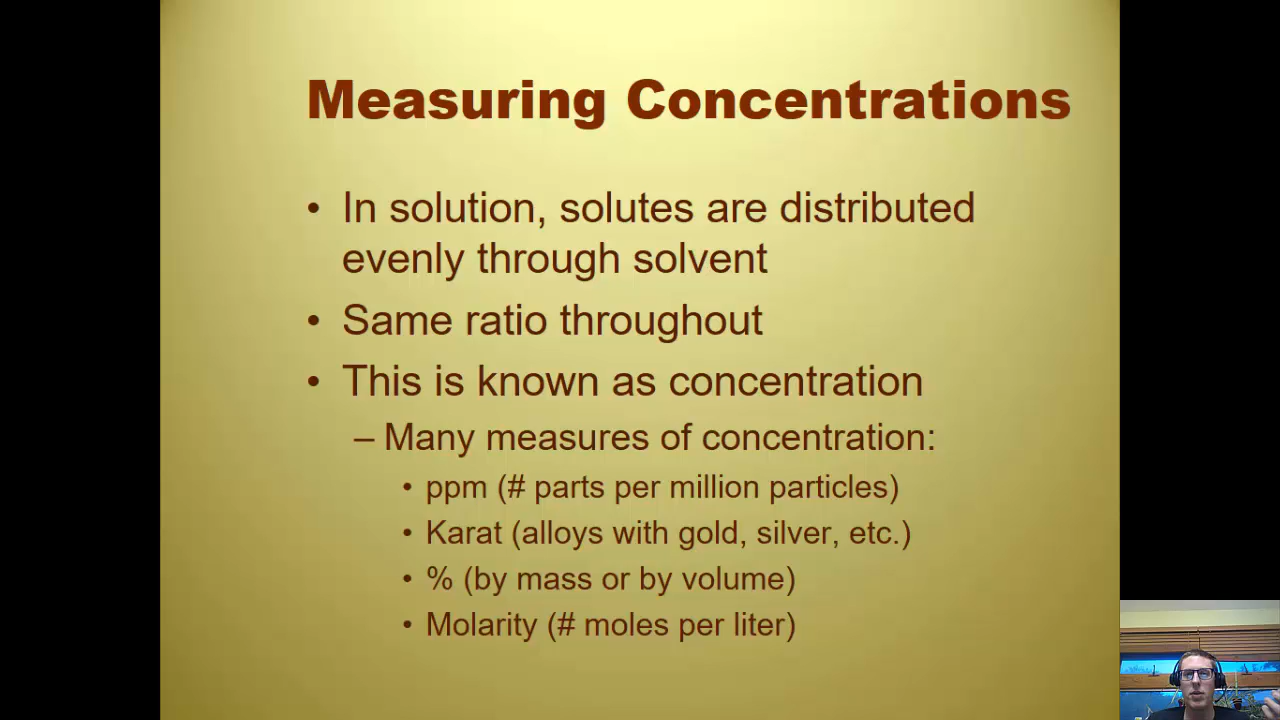 Measuring Concentrations
• In solution, solutes are distributed
evenly through solvent
• Same ratio throughout
• This is known as concentration
– Many measures of concentration:
• ppm (# parts per million particles)
• Karat (alloys with gold, silver, etc.)
• % (by mass or by volume)
• Molarity (# moles per liter)